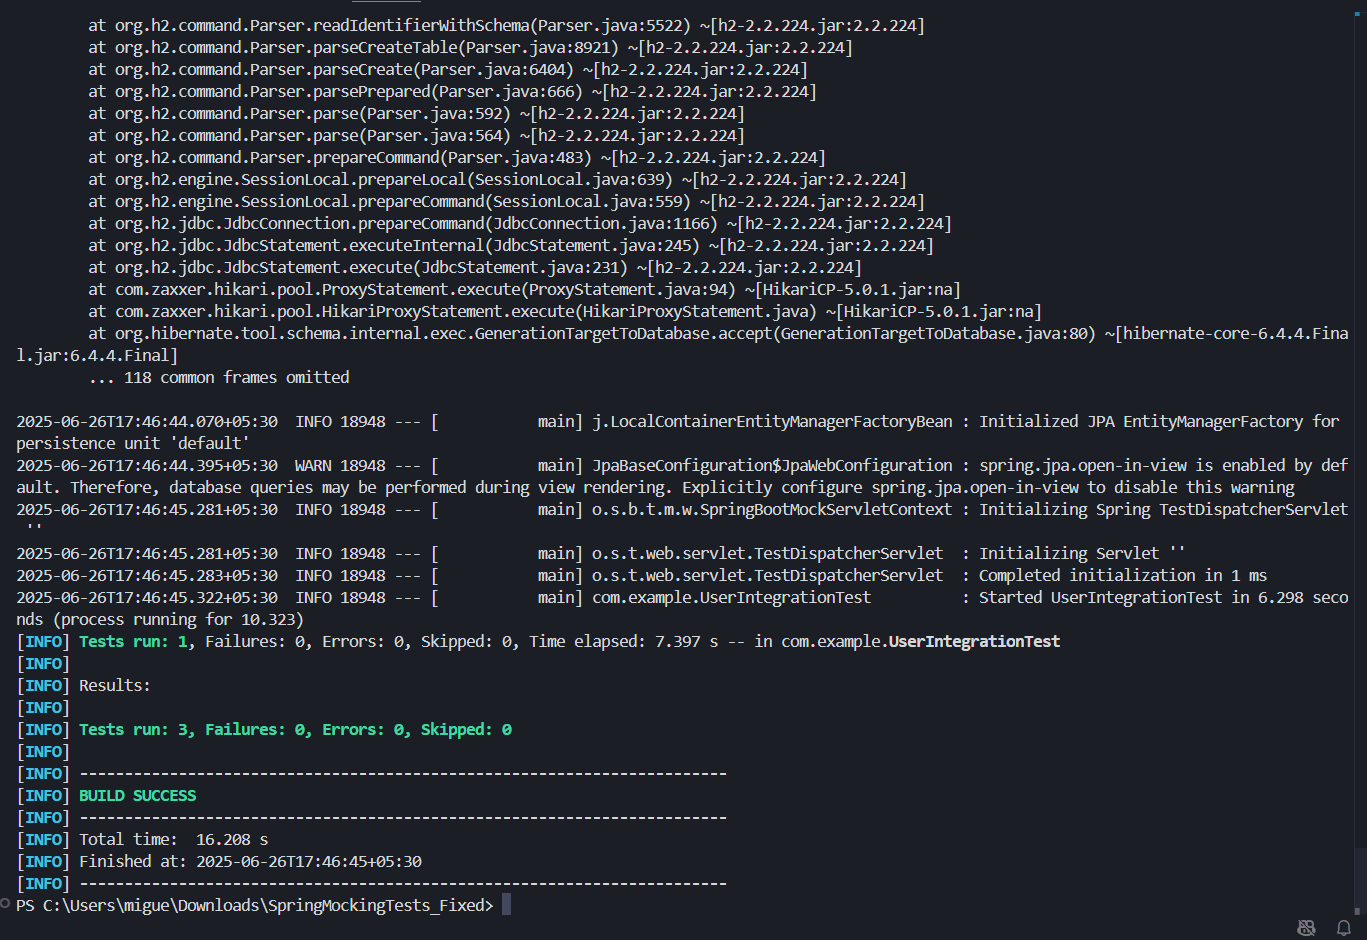 at org.h2.command.Parser.readIdentifierWithSchema(Parser.java:5522) ~[h2-2.2.224.jar:2.2.224]
at org.h2.command.Parser.parseCreateTable(Parser.java:8921) ~[h2-2.2.224.jar:2.2.224]
at org.h2.command.Parser.parseCreate(Parser.java:6404) ~[h2-2.2.224.jar:2.2.224]
at org.h2.command.Parser.parsePrepared(Parser.java:666) ~[h2-2.2.224.jar:2.2.224]
at org.h2.command.Parser.parse(Parser.java:592) ~[h2-2.2.224.jar:2.2.224]
at org.h2.command.Parser.parse(Parser.java:564) ~[h2-2.2.224.jar:2.2.224]
at org.h2.command.Parser.prepareCommand(Parser.java:483) ~[h2-2.2.224.jar:2.2.224]
at org.h2.engine.SessionLocal.prepareLocal(SessionLocal.java:639) ~[h2-2.2.224.jar:2.2.224]
at org.h2.engine.SessionLocal.prepareCommand(SessionLocal.java:559) ~[h2-2.2.224.jar:2.2.224]
at org.h2.jdbc.JdbcConnection.prepareCommand(JdbcConnection.java:1166) ~[h2-2.2.224.jar:2.2.224]
at org.h2.jdbc.JdbcStatement.executeInternal(JdbcStatement.java:245) ~[h2-2.2.224.jar:2.2.224]
at org.h2.jdbc.JdbcStatement.execute(JdbcStatement.java:231) ~[h2-2.2.224.jar:2.2.224]
at com.zaxxer.hikari.pool.ProxyStatement.execute(ProxyStatement.java:94) ~[HikariCP-5.0.1.jar:na]
at com.zaxxer.hikari.pool.HikariProxyStatement.execute(HikariProxyStatement.java) ~[HikariCP-5.0.1.jar:na]
at org.hibernate.tool.schema.internal.exec.GenerationTargetToDatabase.accept(GenerationTargetToDatabase.java:80) ~[hibernate-core-6.4.4.Fina
l.jar:6.4.4.Final]
... 118 common frames omitted
2025-06-26T17:46:44.070+05:30  INFO 18948 --- [           main] j.LocalContainerEntityManagerFactoryBean : Initialized JPA EntityManagerFactory for
persistence unit 'default'
2025-06-26T17:46:44.395+05:30  WARN 18948 --- [           main] JpaBaseConfiguration$JpaWebConfiguration : spring.jpa.open-in-view is enabled by def
ault. Therefore, database queries may be performed during view rendering. Explicitly configure spring.jpa.open-in-view to disable this warning
2025-06-26T17:46:45.281+05:30  INFO 18948 --- [           main] o.s.b.t.m.w.SpringBootMockServletContext : Initializing Spring TestDispatcherServlet
''
2025-06-26T17:46:45.281+05:30  INFO 18948 --- [           main] o.s.t.web.servlet.TestDispatcherServlet  : Initializing Servlet ''
2025-06-26T17:46:45.283+05:30  INFO 18948 --- [           main] o.s.t.web.servlet.TestDispatcherServlet  : Completed initialization in 1 ms
2025-06-26T17:46:45.322+05:30  INFO 18948 --- [           main] com.example.UserIntegrationTest          : Started UserIntegrationTest in 6.298 seco
nds (process running for 10.323)
[INFO] Tests run: 1, Failures: 0, Errors: 0, Skipped: 0, Time elapsed: 7.397 s -- in com.example.UserIntegrationTest
[INFO]
[INFO] Results:
[INFO]
[INFO] Tests run: 3, Failures: 0, Errors: 0, Skipped: 0
[INFO]
[INFO] ------------------------------------------------------------------------
[INFO] BUILD SUCCESS
[INFO] ------------------------------------------------------------------------
[INFO] Total time:  16.208 s
[INFO] Finished at: 2025-06-26T17:46:45+05:30
[INFO] ------------------------------------------------------------------------
PS C:\Users\migue\Downloads\SpringMockingTests_Fixed>